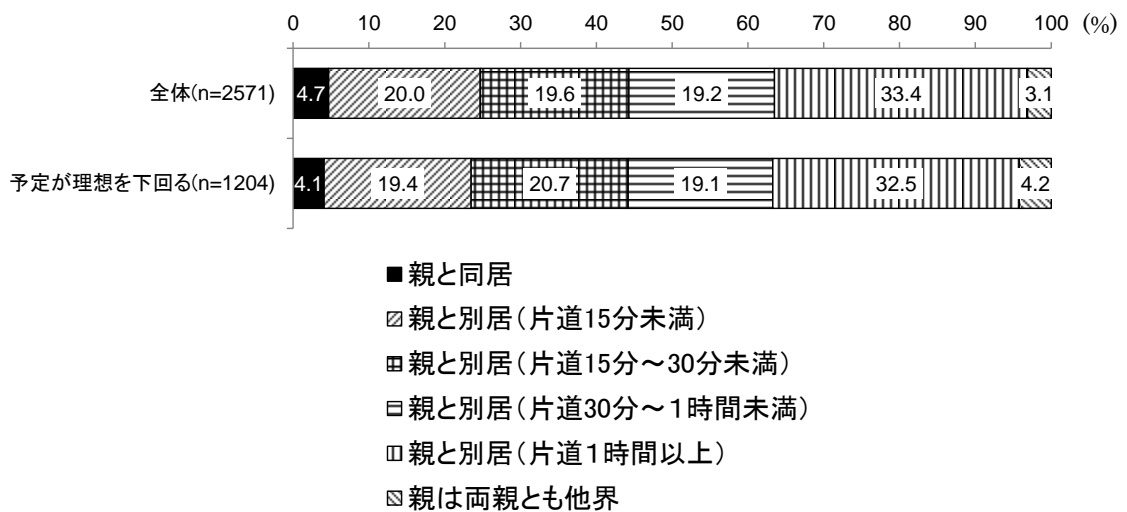 0 10 20 30 40 50 60 70 80 90 100 (%)
全体(n=2571) 4.7 20.0 19.6 19.2 33.4 3.1
予定が理想を下回る(n=1204) 4.1 19.4 20.7 19.1 32.5 4.2
親と同居
親と別居（片道15分未満）
親と別居（片道15分～30分未満）
親と別居（片道30分～１時間未満）
親と別居（片道１時間以上）
親は両親とも他界